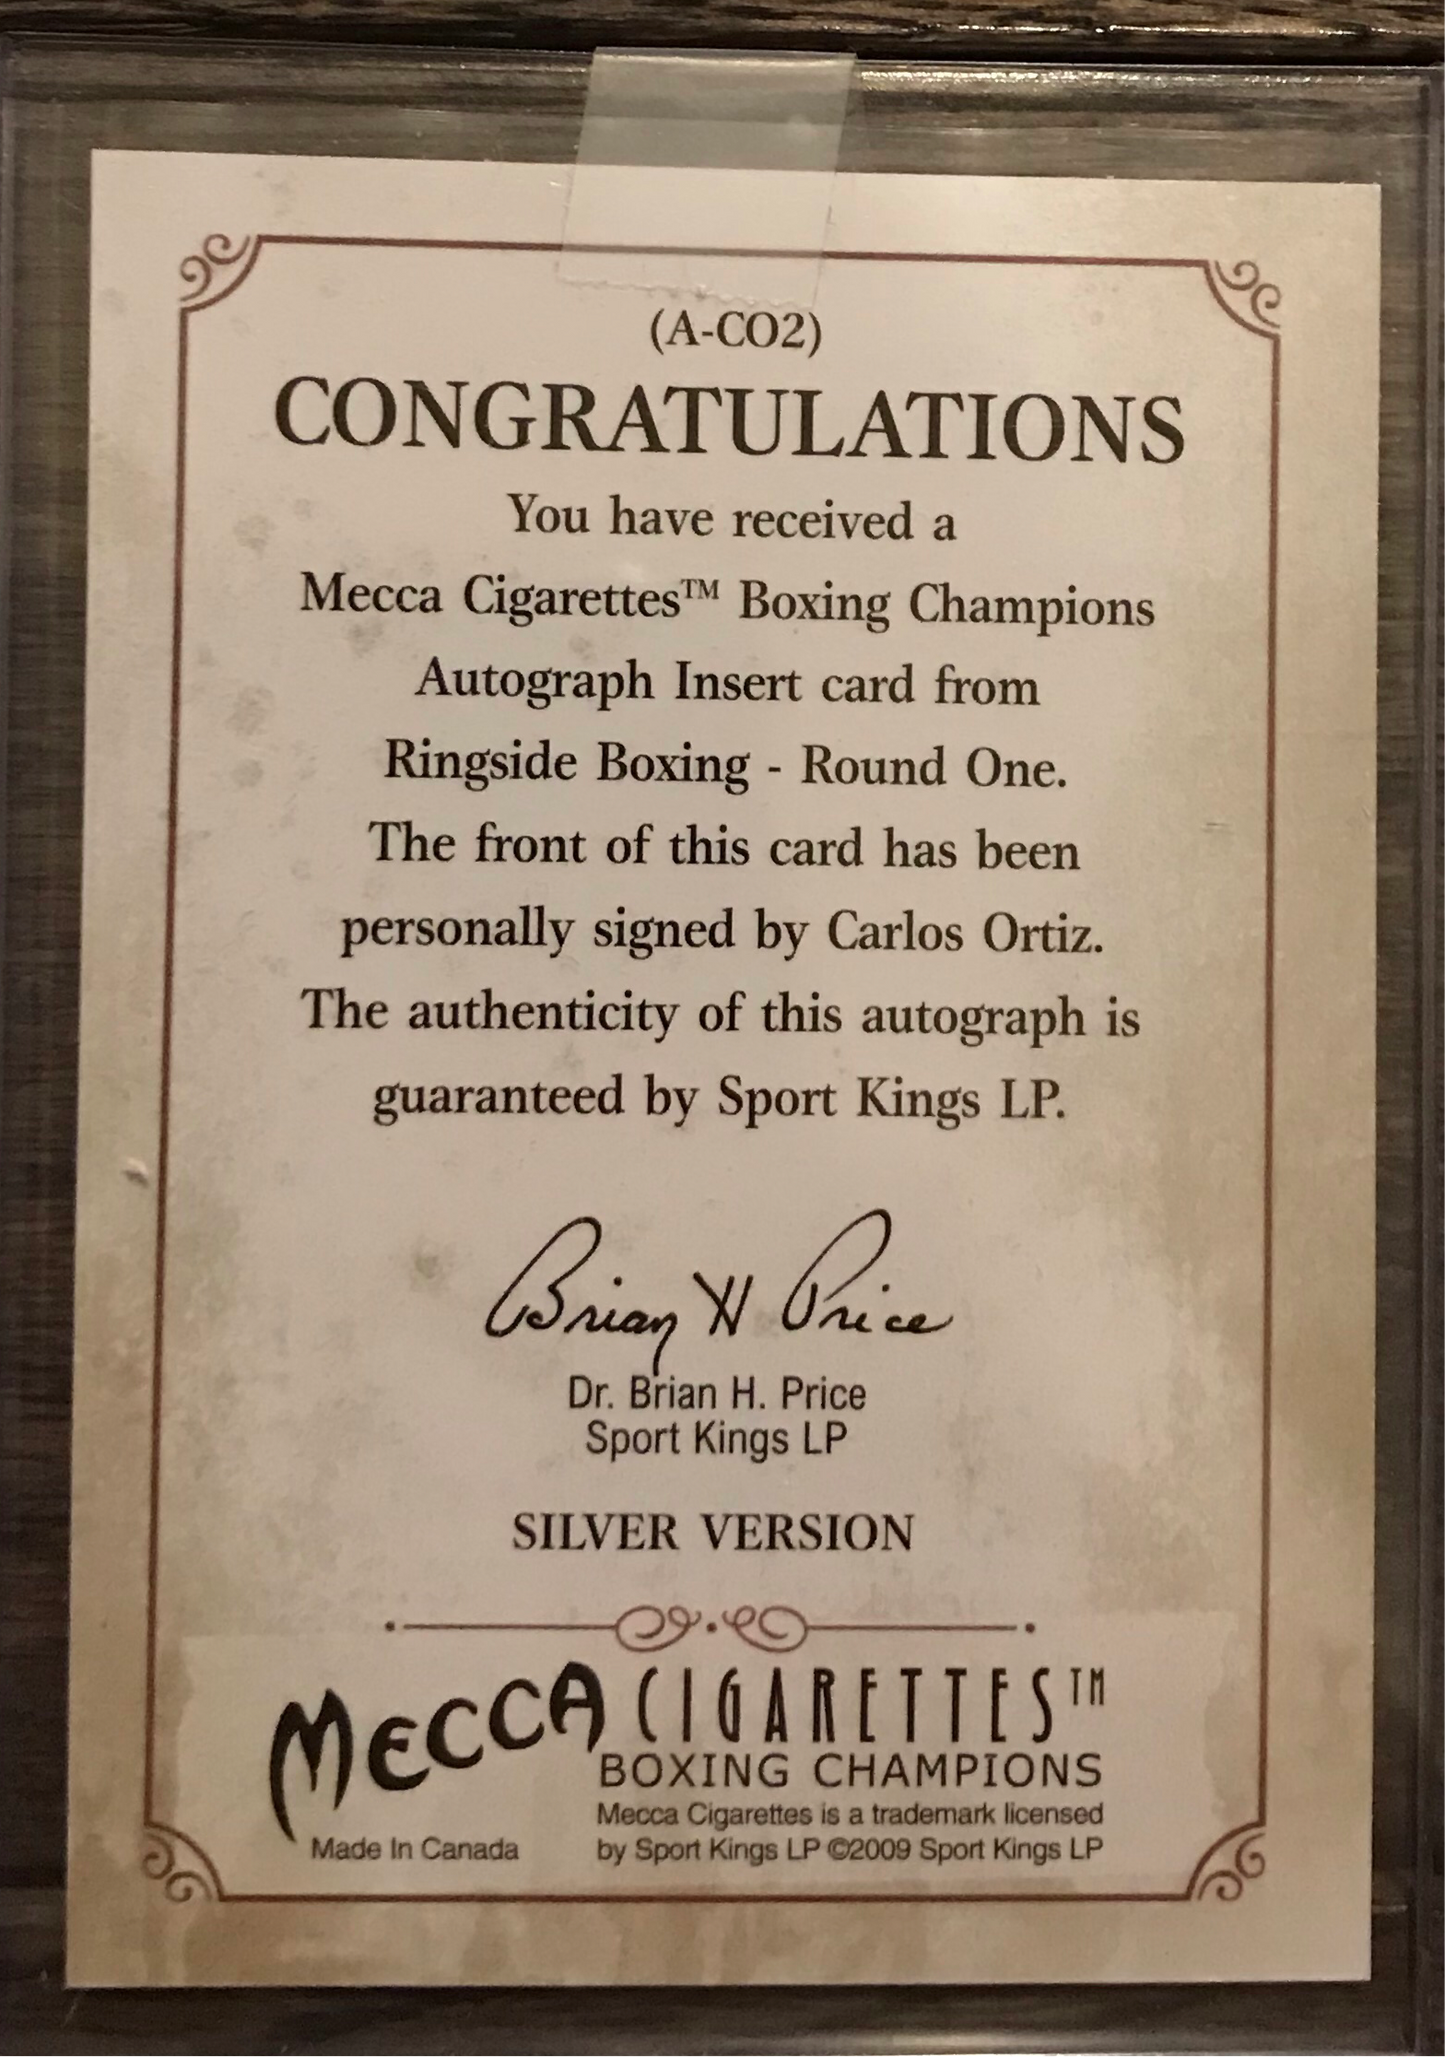 (A-CO2)
CONGRATULATIONS
You have received a
Mecca Cigarettes™ Boxing Champions
Autograph Insert card from
Ringside Boxing - Round One.
The front of this card has been
personally signed by Carlos Ortiz.
The authenticity of this autograph is
guaranteed by Sport Kings LP.
Brian H Price
Dr. Brian H. Price
Sport Kings LP
SILVER VERSION
MECCA CIGARETTES™
BOXING CHAMPIONS
Mecca Cigarettes is a trademark licensed
Made In Canada by Sport Kings LP ©2009 Sport Kings LP